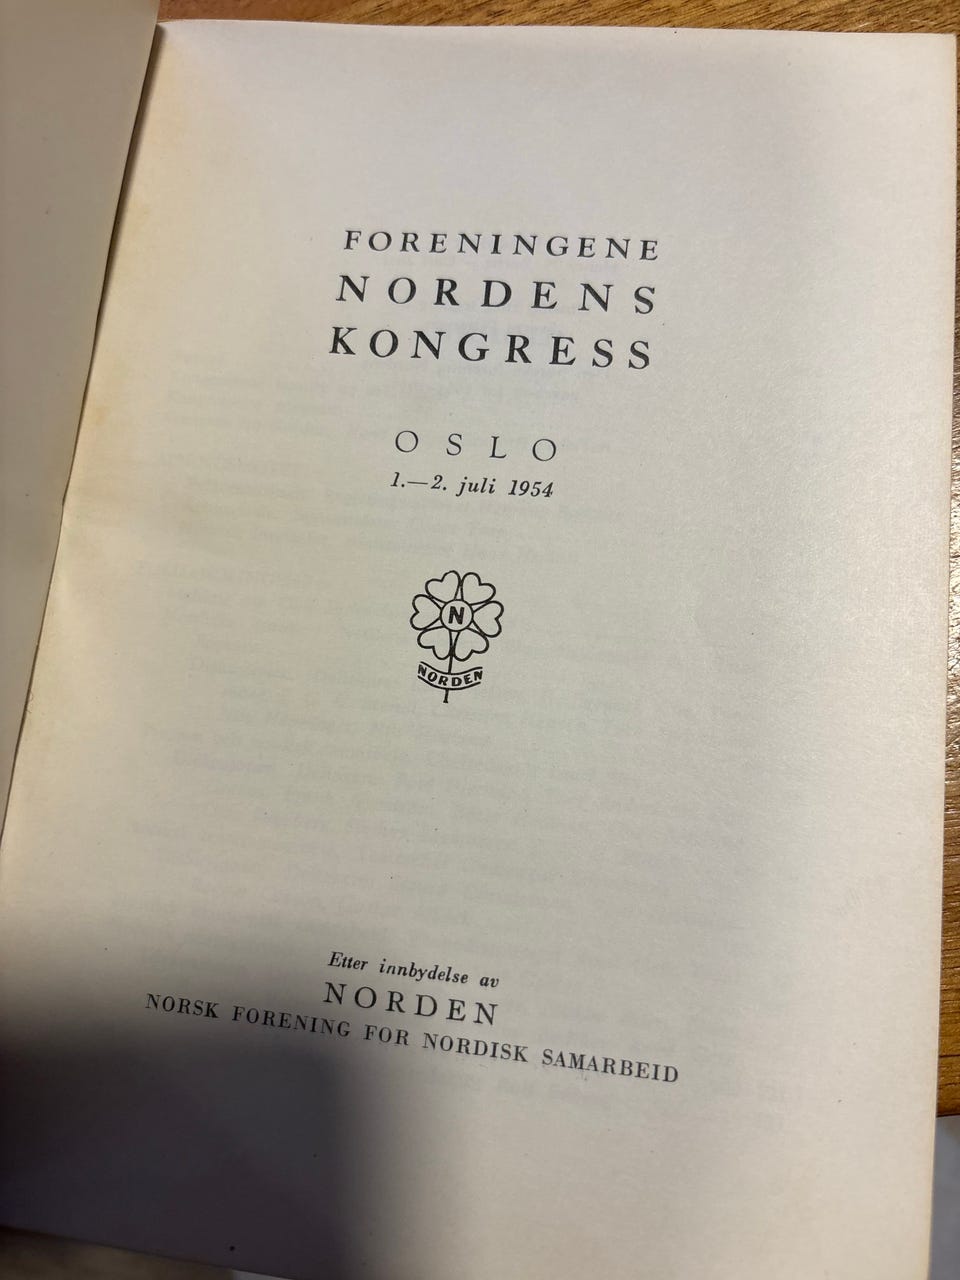 FORENINGENE
NORDENS
KONGRESS
OSLO
1.—2. juli 1954
N
NORDEN
Etter innbydelse av
NORDEN
NORSK FORENING FOR NORDISK SAMARBEID